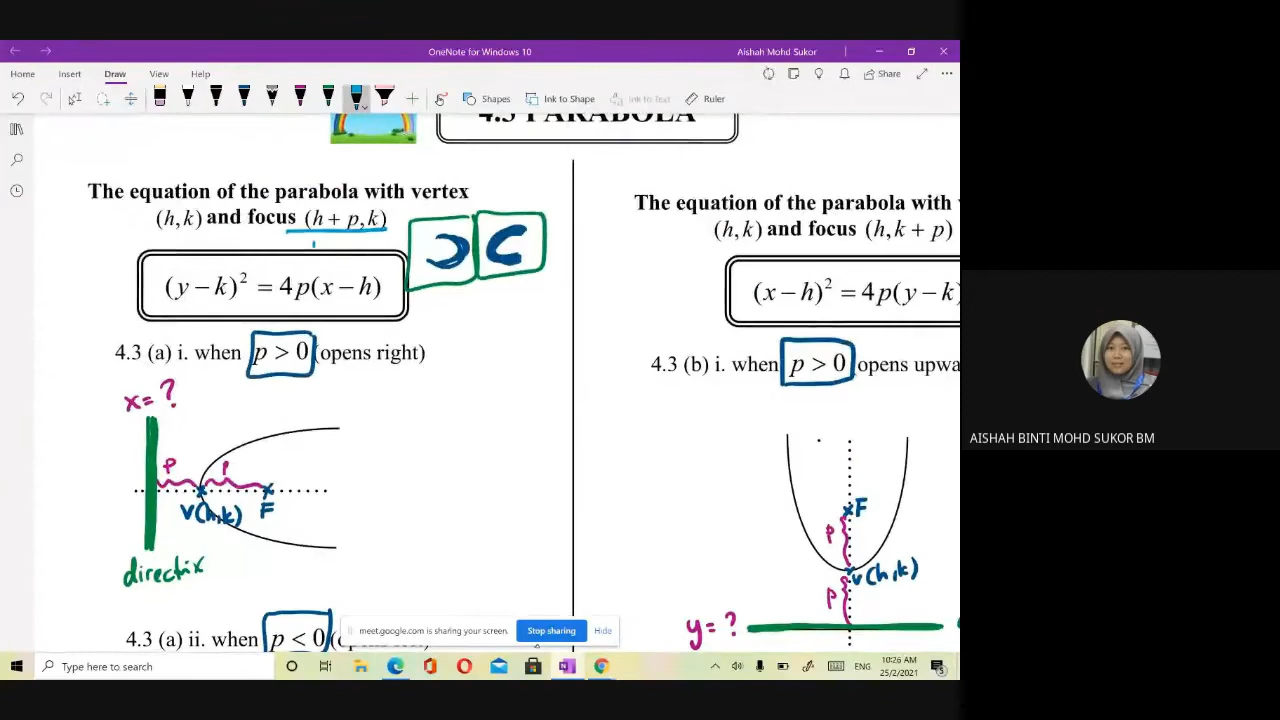 OneNote for Windows 10
Aishah Mohd Sukor
Home Insert Draw View Help
Share
Shapes Ink to Shape Ink to Text Ruler
4.3 PARABOLA
The equation of the parabola with vertex
(h, k) and focus (h + p, k)
(y − k)² = 4p(x − h)
4.3 (a) i. when p > 0 (opens right)
x = ?
P P
V(h,k) F
directix
4.3 (a) ii. when p < 0
The equation of the parabola with
(h, k) and focus (h, k + p)
(x − h)² = 4p(y − k)
4.3 (b) i. when p > 0 (opens upwa
F
P
V(h,k)
P
y = ?
meet.google.com is sharing your screen.
Stop sharing
Hide
Type here to search
ENG
10:26 AM
25/2/2021
5
AISHAH BINTI MOHD SUKOR BM